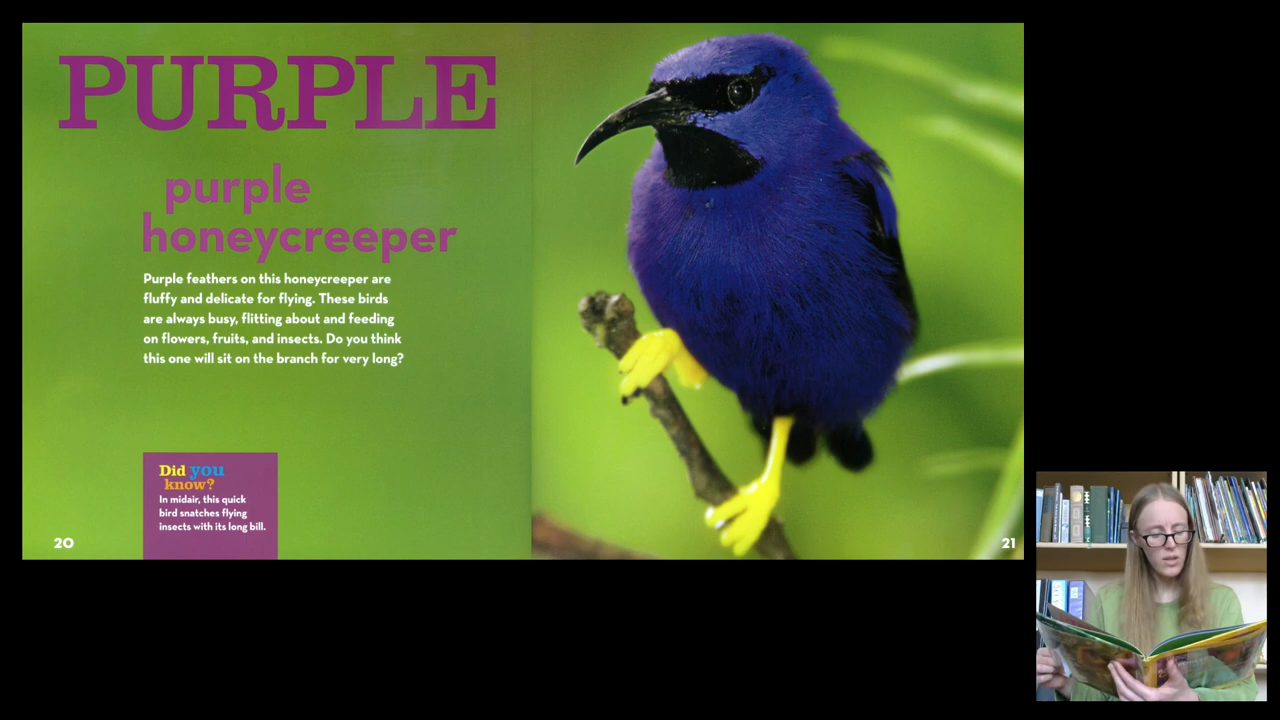 PURPLE
purple
honeycreeper
Purple feathers on this honeycreeper are
fluffy and delicate for flying. These birds
are always busy, flitting about and feeding
on flowers, fruits, and insects. Do you think
this one will sit on the branch for very long?
Did you
know?
In midair, this quick
bird snatches flying
insects with its long bill.
20
21